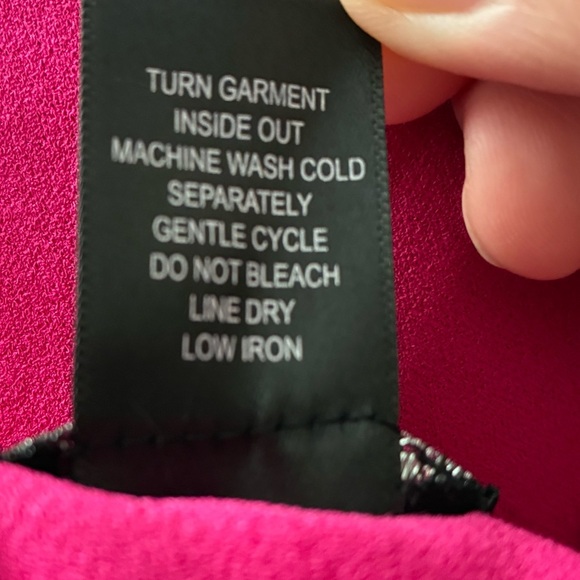 TURN GARMENT
INSIDE OUT
MACHINE WASH COLD
SEPARATELY
GENTLE CYCLE
DO NOT BLEACH
LINE DRY
LOW IRON